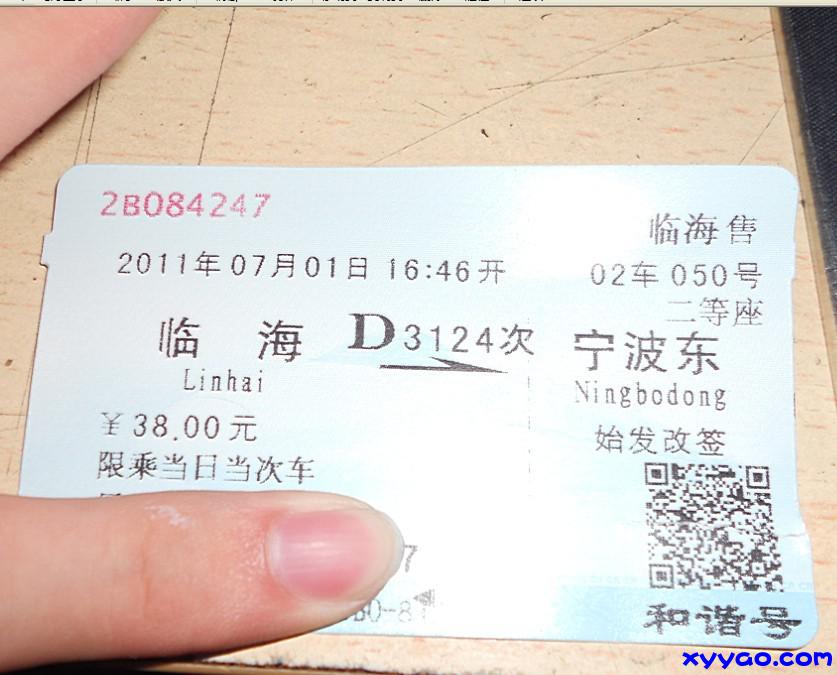 2B084247
临海售
2011年07月01日 16:46开 02车 050号
二等座
临 海 D3124次 宁波东
Linhai Ningbodong
￥38.00元
始发改签
限乘当日当次车
7
和谐号
xyyao.com